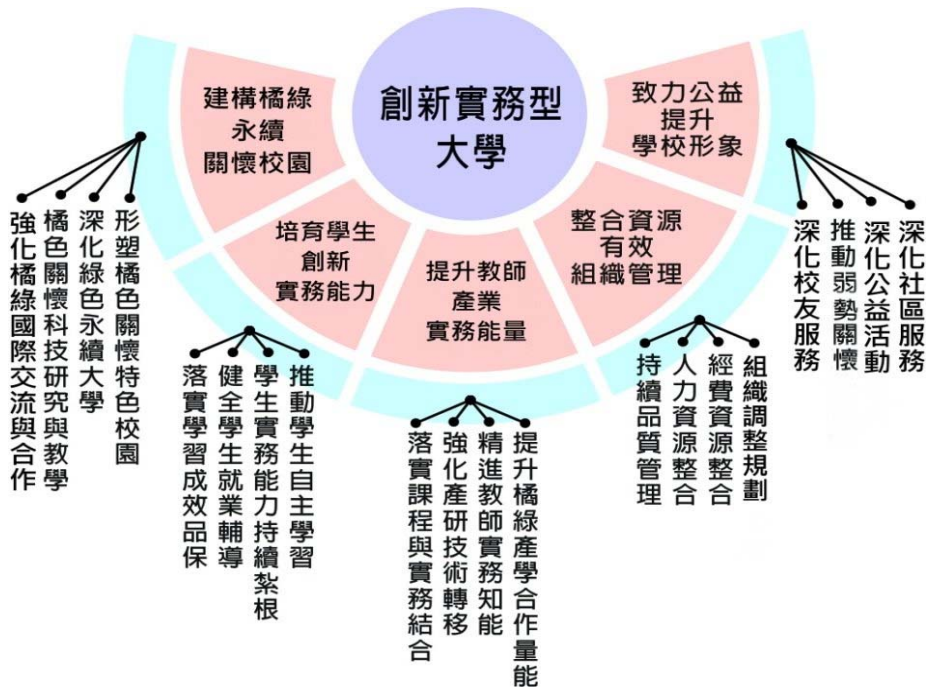 創新實務型
大學
建構橘綠
永續
關懷校園
強化橘綠國際交流與合作
橘色關懷科技研究與教學
深化綠色永續大學
形塑橘色關懷特色校園
培育學生
創新
實務能力
落實學習成效品保
健全學生就業輔導
學生實務能力持續紮根
推動學生自主學習
提升教師
產業
實務能量
落實課程與實務結合
強化產研技術轉移
精進教師實務知能
提升橘綠產學合作量能
整合資源
有效
組織管理
持續品質管理
人力資源整合
經費資源整合
組織調整規劃
致力公益
提升
學校形象
深化校友服務
推動弱勢關懷
深化公益活動
深化社區服務